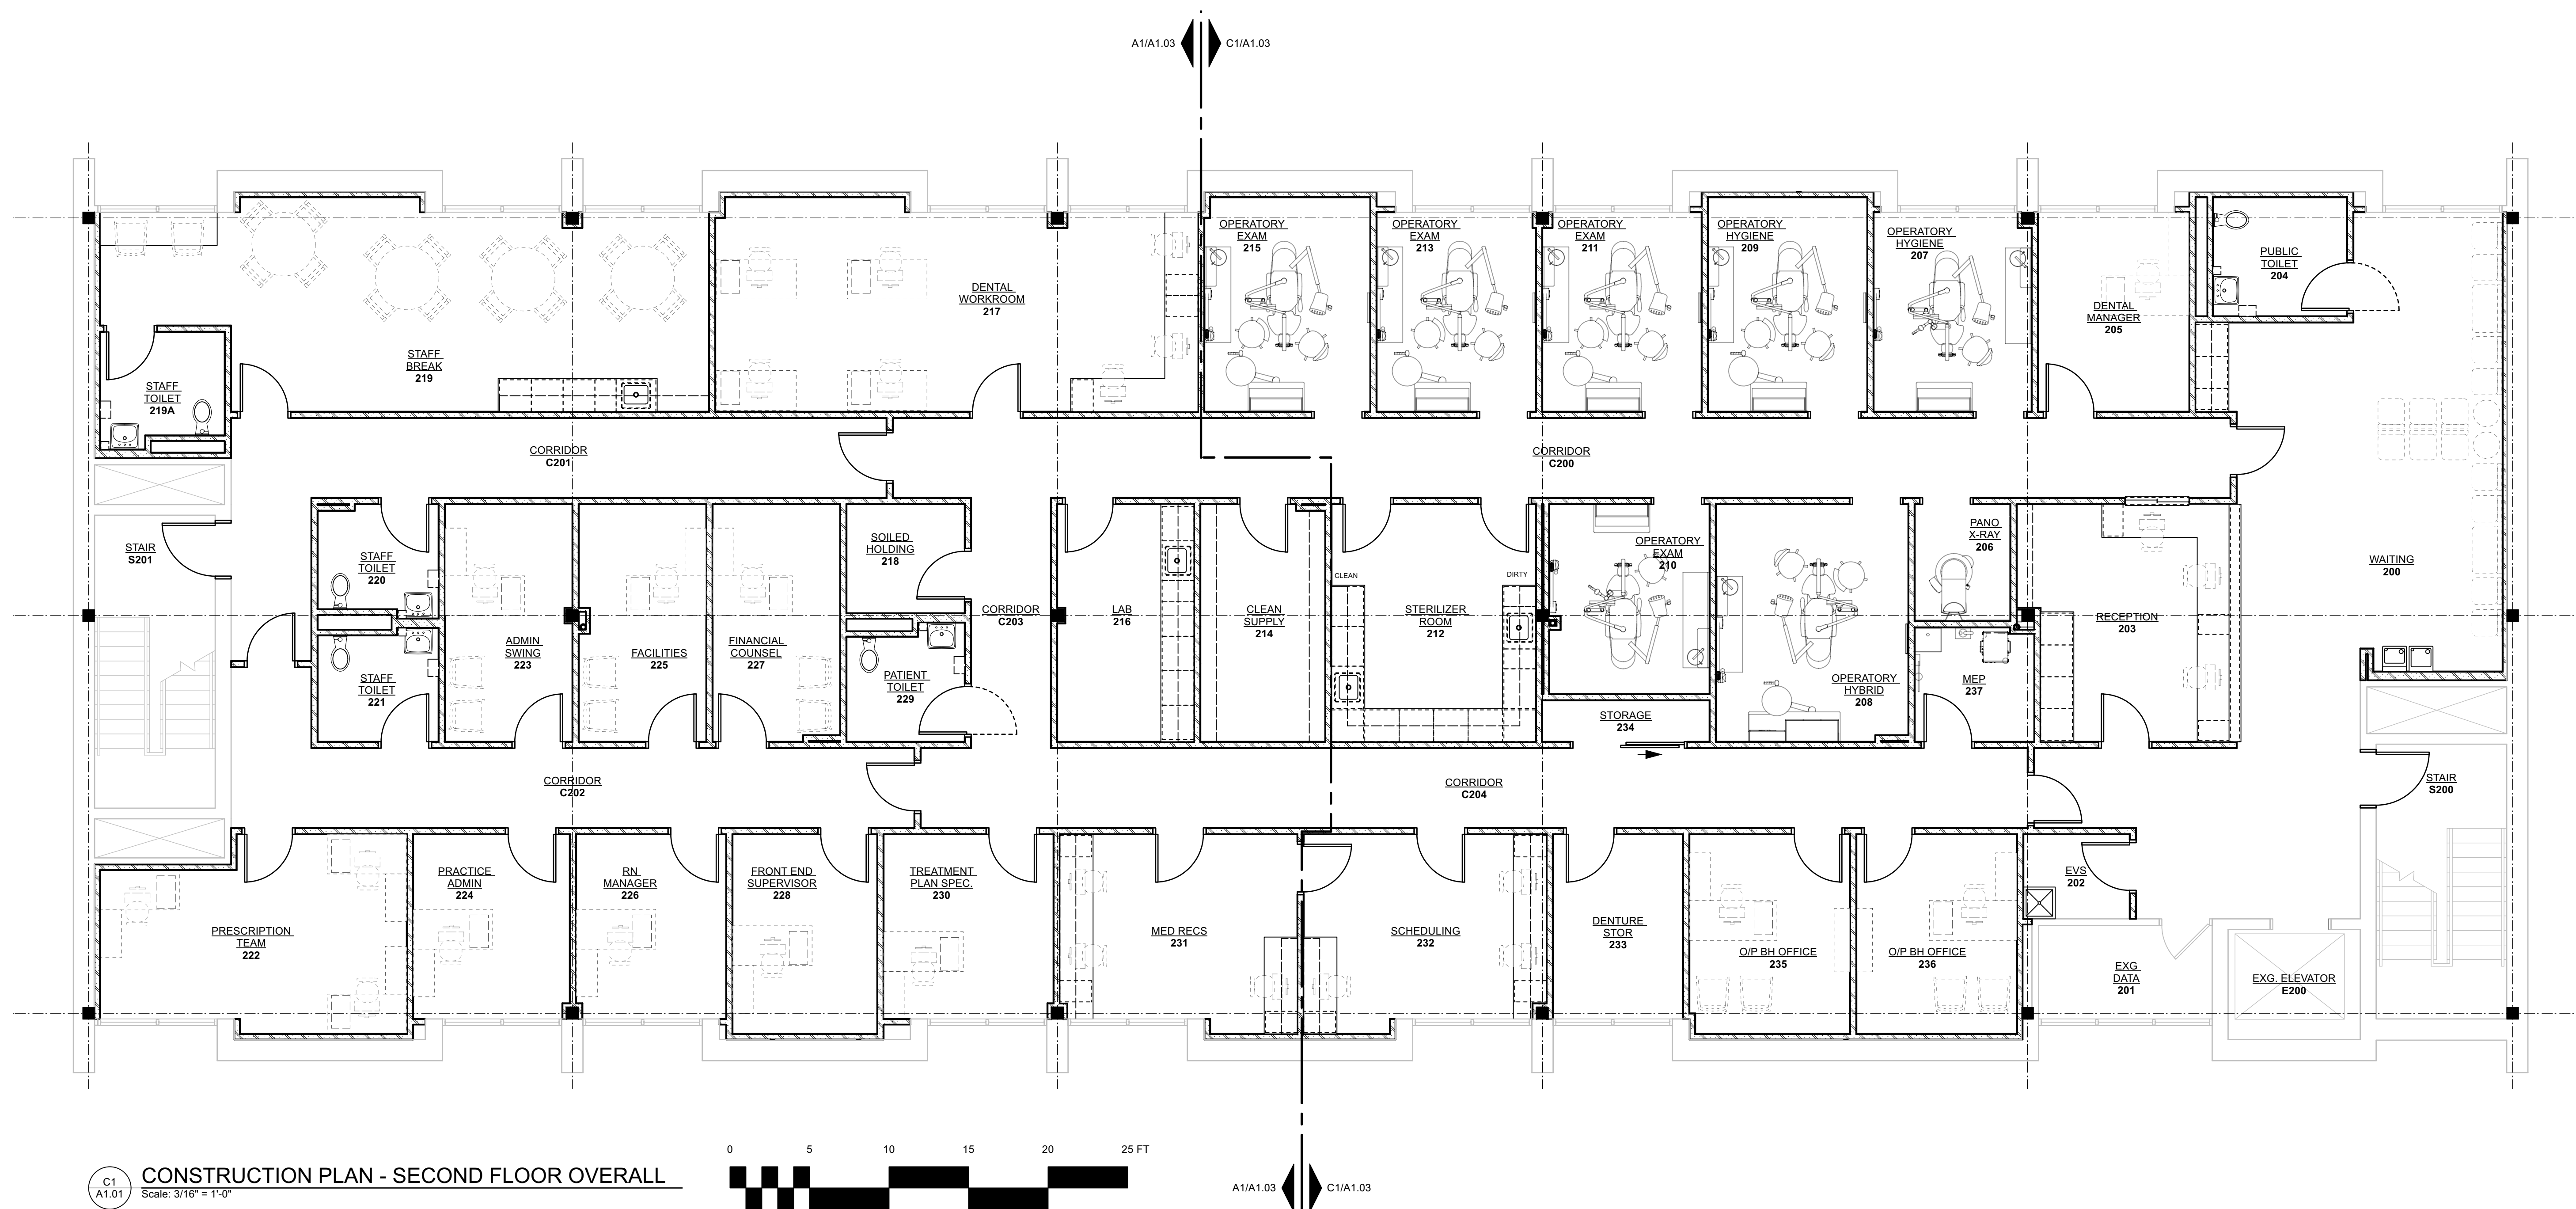 A1/A1.03
C1/A1.03
OPERATORY
EXAM
215
OPERATORY
EXAM
213
OPERATORY
EXAM
211
OPERATORY
HYGIENE
209
OPERATORY
HYGIENE
207
PUBLIC
TOILET
204
DENTAL
WORKROOM
217
DENTAL
MANAGER
205
STAFF
BREAK
219
STAFF
TOILET
219A
CORRIDOR
C201
CORRIDOR
C200
STAIR
S201
STAFF
TOILET
220
SOILED
HOLDING
218
OPERATORY
EXAM
210
PANO
X-RAY
206
WAITING
200
CLEAN
DIRTY
ADMIN
SWING
223
FACILITIES
225
FINANCIAL
COUNSEL
227
CORRIDOR
C203
LAB
216
CLEAN
SUPPLY
214
STERILIZER
ROOM
212
RECEPTION
203
STAFF
TOILET
221
PATIENT
TOILET
229
OPERATORY
HYBRID
208
MEP
237
STORAGE
234
CORRIDOR
C202
CORRIDOR
C204
STAIR
S200
PRACTICE
ADMIN
224
RN
MANAGER
226
FRONT END
SUPERVISOR
228
TREATMENT
PLAN SPEC.
230
EVS
202
PRESCRIPTION
TEAM
222
MED RECS
231
SCHEDULING
232
DENTURE
STOR
233
O/P BH OFFICE
235
O/P BH OFFICE
236
EXG
DATA
201
EXG. ELEVATOR
E200
0 5 10 15 20 25 FT
C1
A1.01
CONSTRUCTION PLAN - SECOND FLOOR OVERALL
Scale: 3/16" = 1'-0"
A1/A1.03
C1/A1.03